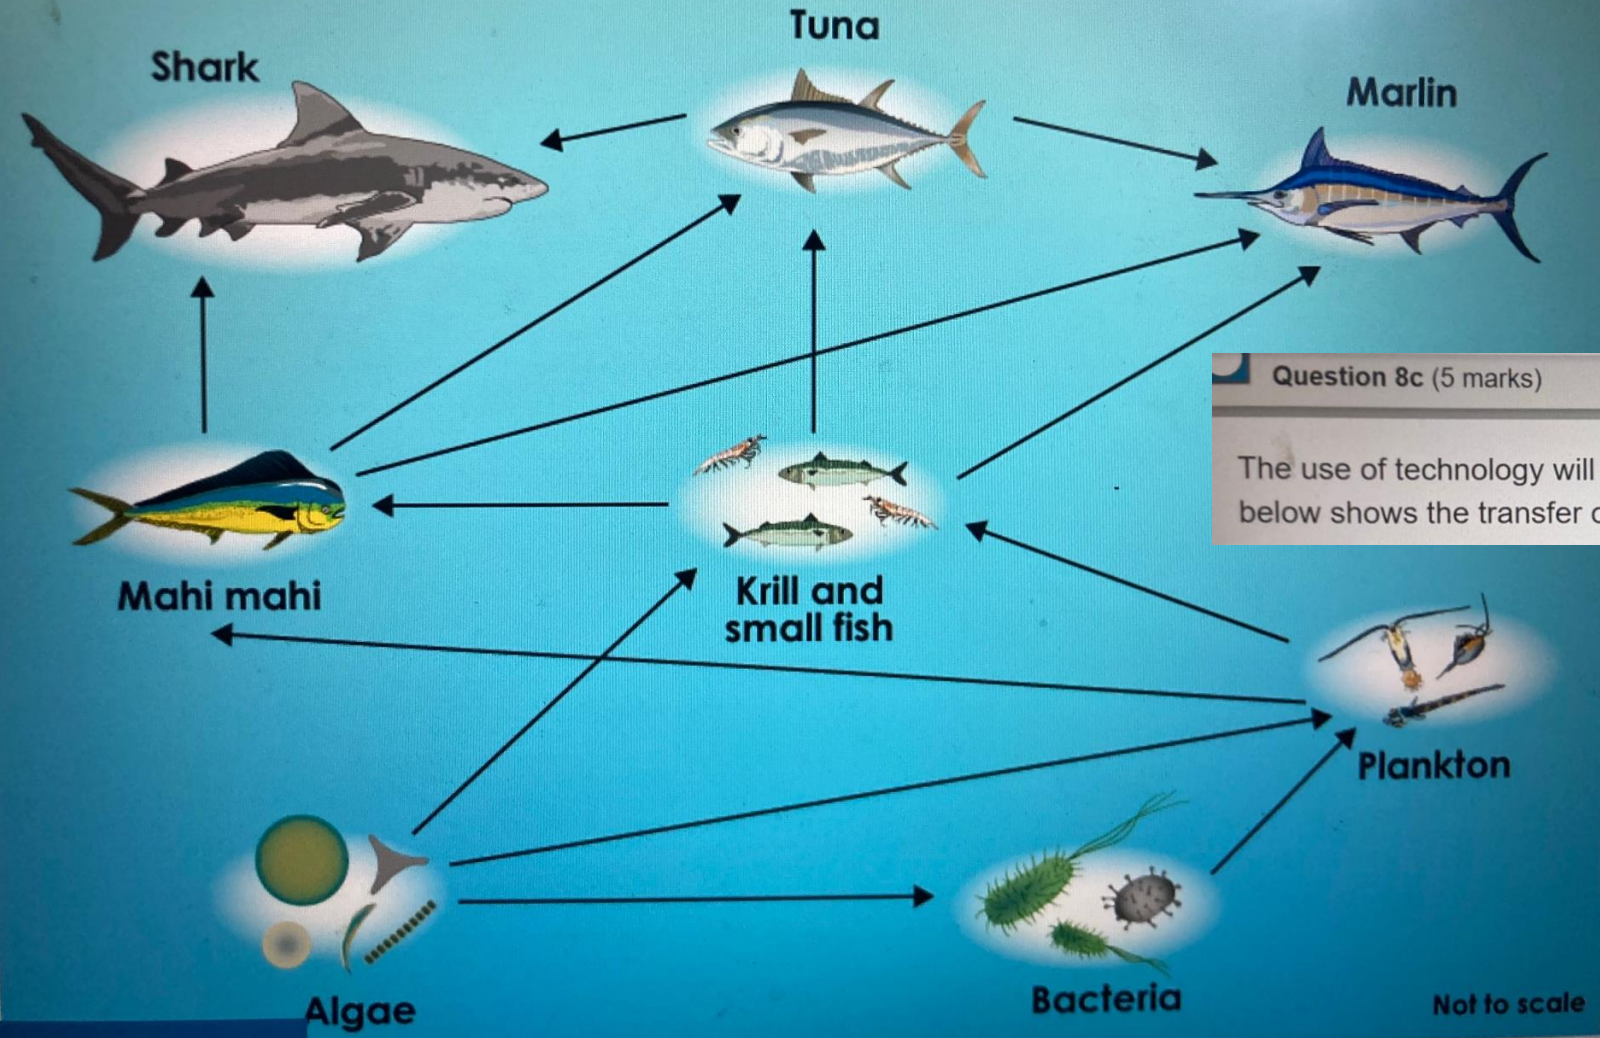 Tuna
Shark
Marlin
Question 8c (5 marks)
The use of technology will
below shows the transfer
Mahi mahi
Krill and
small fish
Plankton
Algae
Bacteria
Not to scale